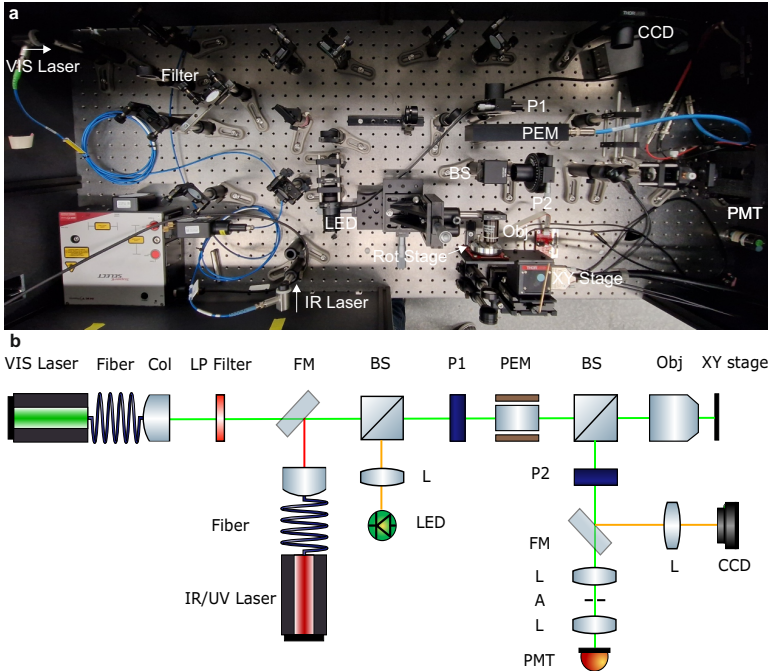 a
CCD
VIS Laser
Filter
P1
PEM
BS
P2
PMT
LED
Obj
Rot Stage
XY Stage
IR Laser
b
VIS Laser Fiber Col LP Filter FM BS P1 PEM BS Obj XY stage
L
P2
Fiber
LED
FM
L
CCD
L
IR/UV Laser
A
L
PMT